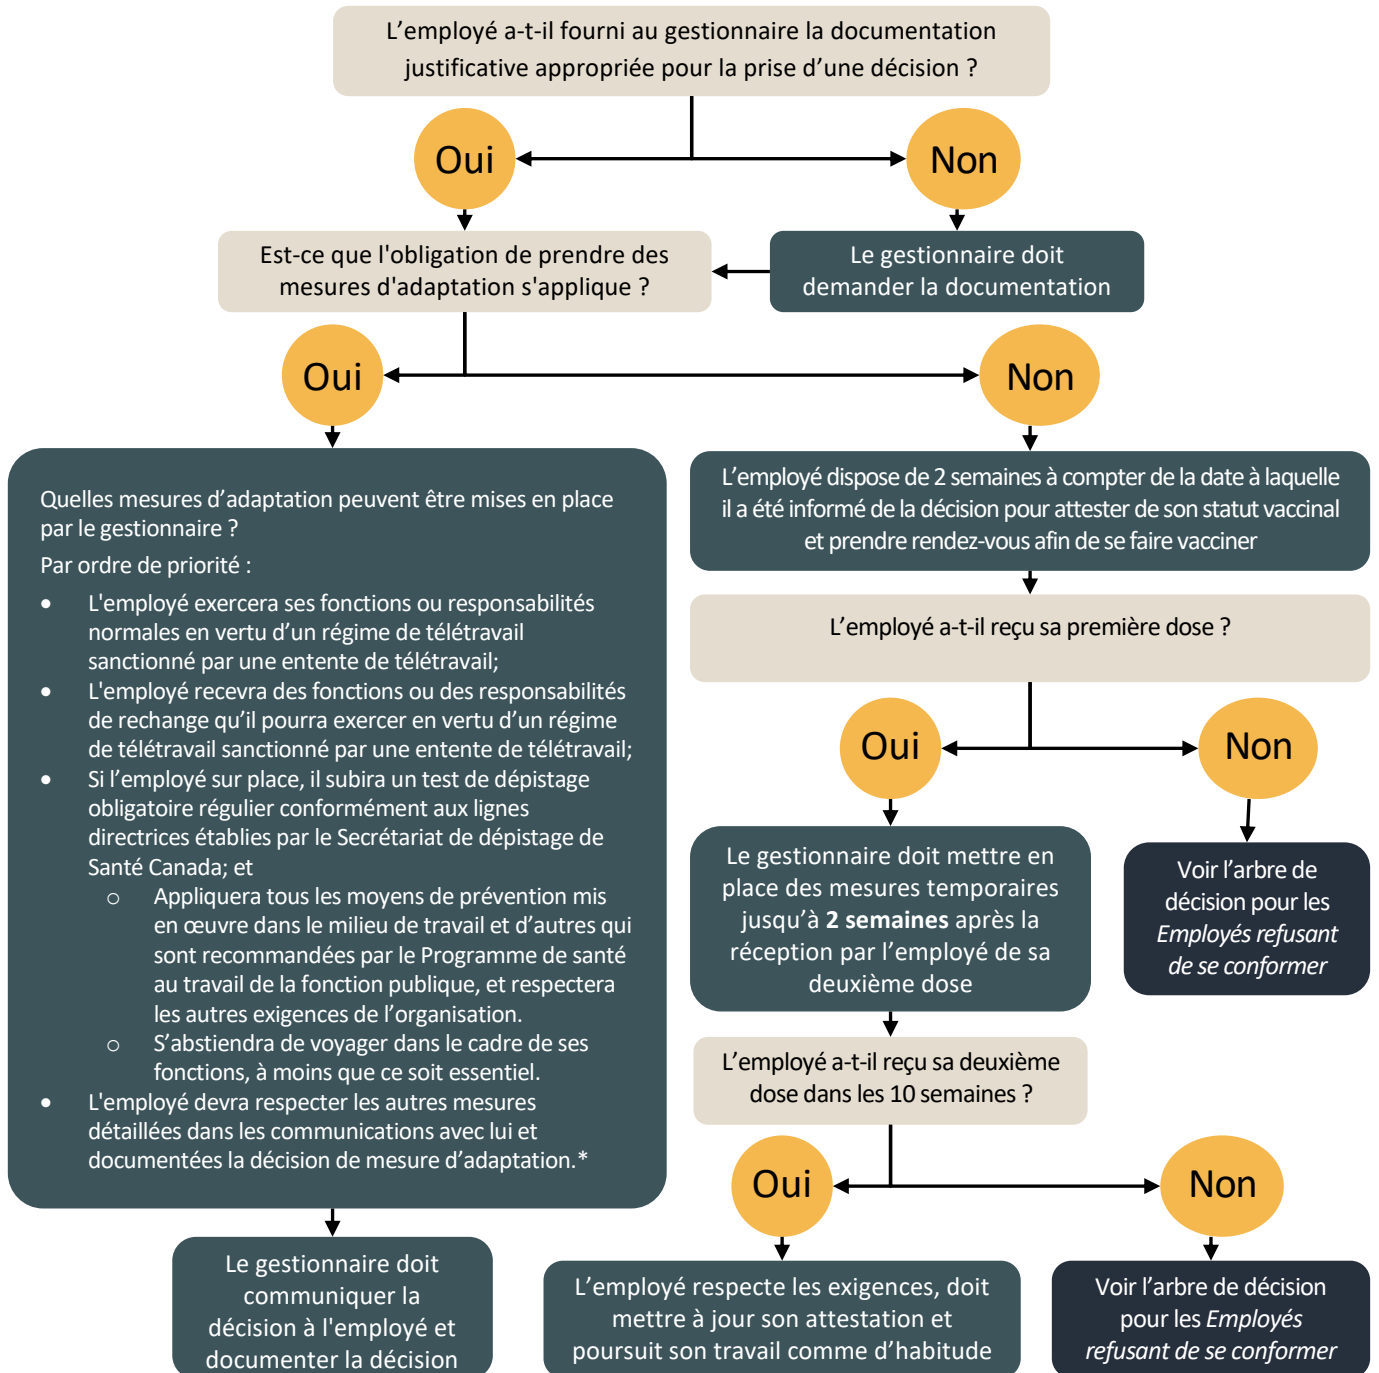 L’employé a-t-il fourni au gestionnaire la documentation
justificative appropriée pour la prise d’une décision ?
Oui
Non
Est-ce que l'obligation de prendre des
mesures d'adaptation s'applique ?
Le gestionnaire doit
demander la documentation
Oui
Non
Quelles mesures d’adaptation peuvent être mises en place
par le gestionnaire ?
Par ordre de priorité :
• L'employé exercera ses fonctions ou responsabilités
normales en vertu d’un régime de télétravail
sanctionné par une entente de télétravail;
• L'employé recevra des fonctions ou des responsabilités
de rechange qu’il pourra exercer en vertu d’un régime
de télétravail sanctionné par une entente de télétravail;
• Si l’employé sur place, il subira un test de dépistage
obligatoire régulier conformément aux lignes
directrices établies par le Secrétariat de dépistage de
Santé Canada; et
o Appliquera tous les moyens de prévention mis
en œuvre dans le milieu de travail et d’autres qui
sont recommandées par le Programme de santé
au travail de la fonction publique, et respectera
les autres exigences de l’organisation.
o S’abstiendra de voyager dans le cadre de ses
fonctions, à moins que ce soit essentiel.
• L'employé devra respecter les autres mesures
détaillées dans les communications avec lui et
documentées la décision de mesure d’adaptation.*
Le gestionnaire doit
communiquer la
décision à l'employé et
documenter la décision
L’employé dispose de 2 semaines à compter de la date à laquelle
il a été informé de la décision pour attester de son statut vaccinal
et prendre rendez-vous afin de se faire vacciner
L’employé a-t-il reçu sa première dose ?
Oui
Non
Le gestionnaire doit mettre en
place des mesures temporaires
jusqu’à 2 semaines après la
réception par l’employé de sa
deuxième dose
Voir l’arbre de
décision pour les
Employés refusant
de se conformer
L’employé a-t-il reçu sa deuxième
dose dans les 10 semaines ?
Oui
Non
L’employé respecte les exigences, doit
mettre à jour son attestation et
poursuit son travail comme d’habitude
Voir l’arbre de décision
pour les Employés
refusant de se conformer